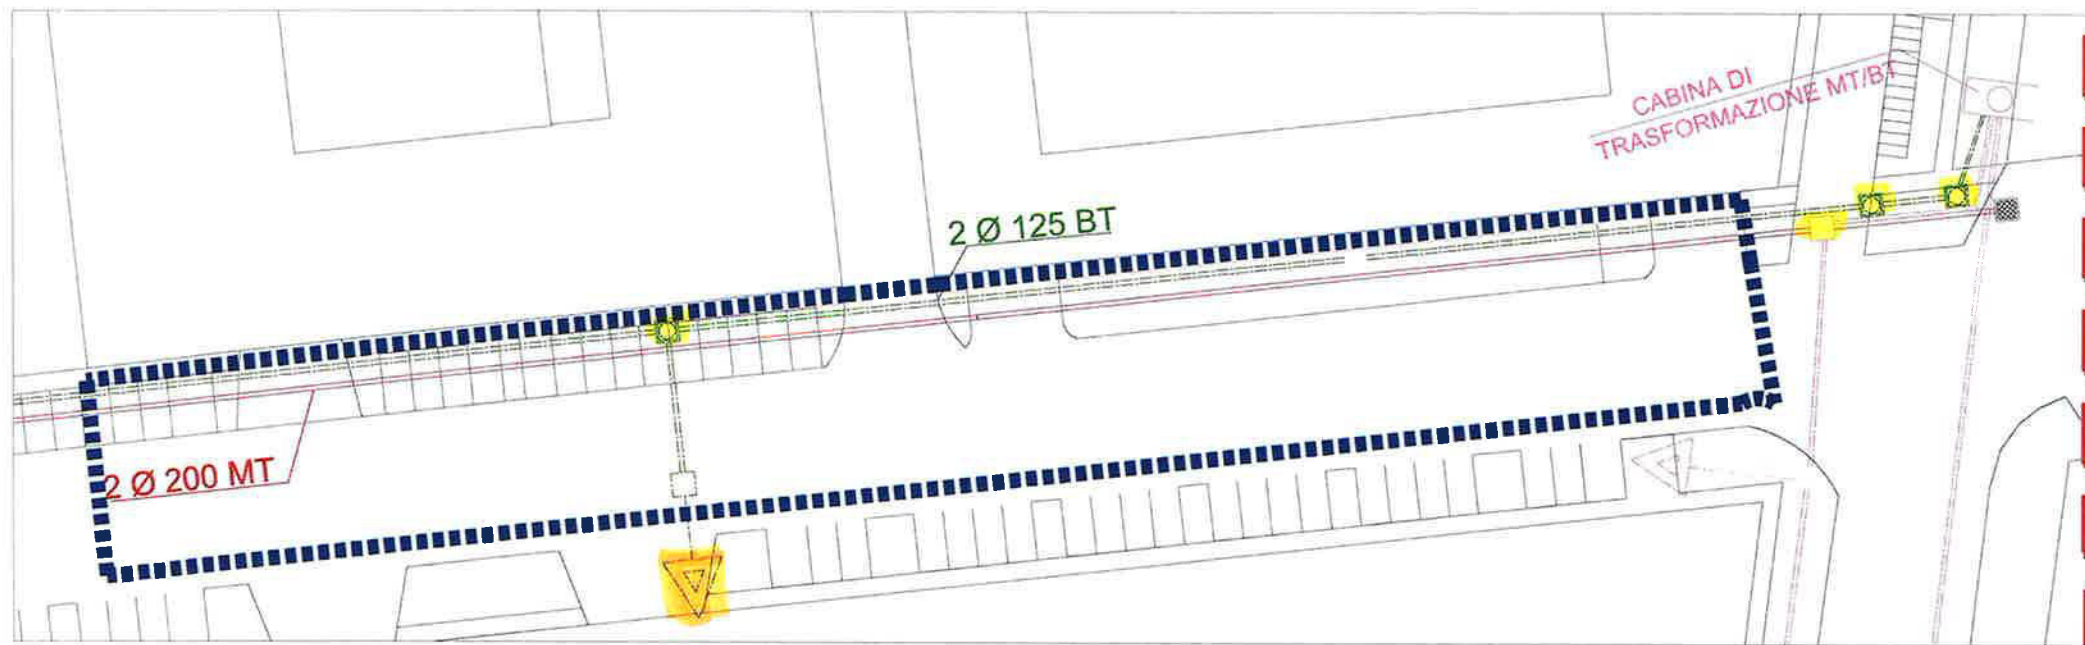 CABINA DI
TRASFORMAZIONE MT/BT
2 Ø 125 BT
2 Ø 200 MT